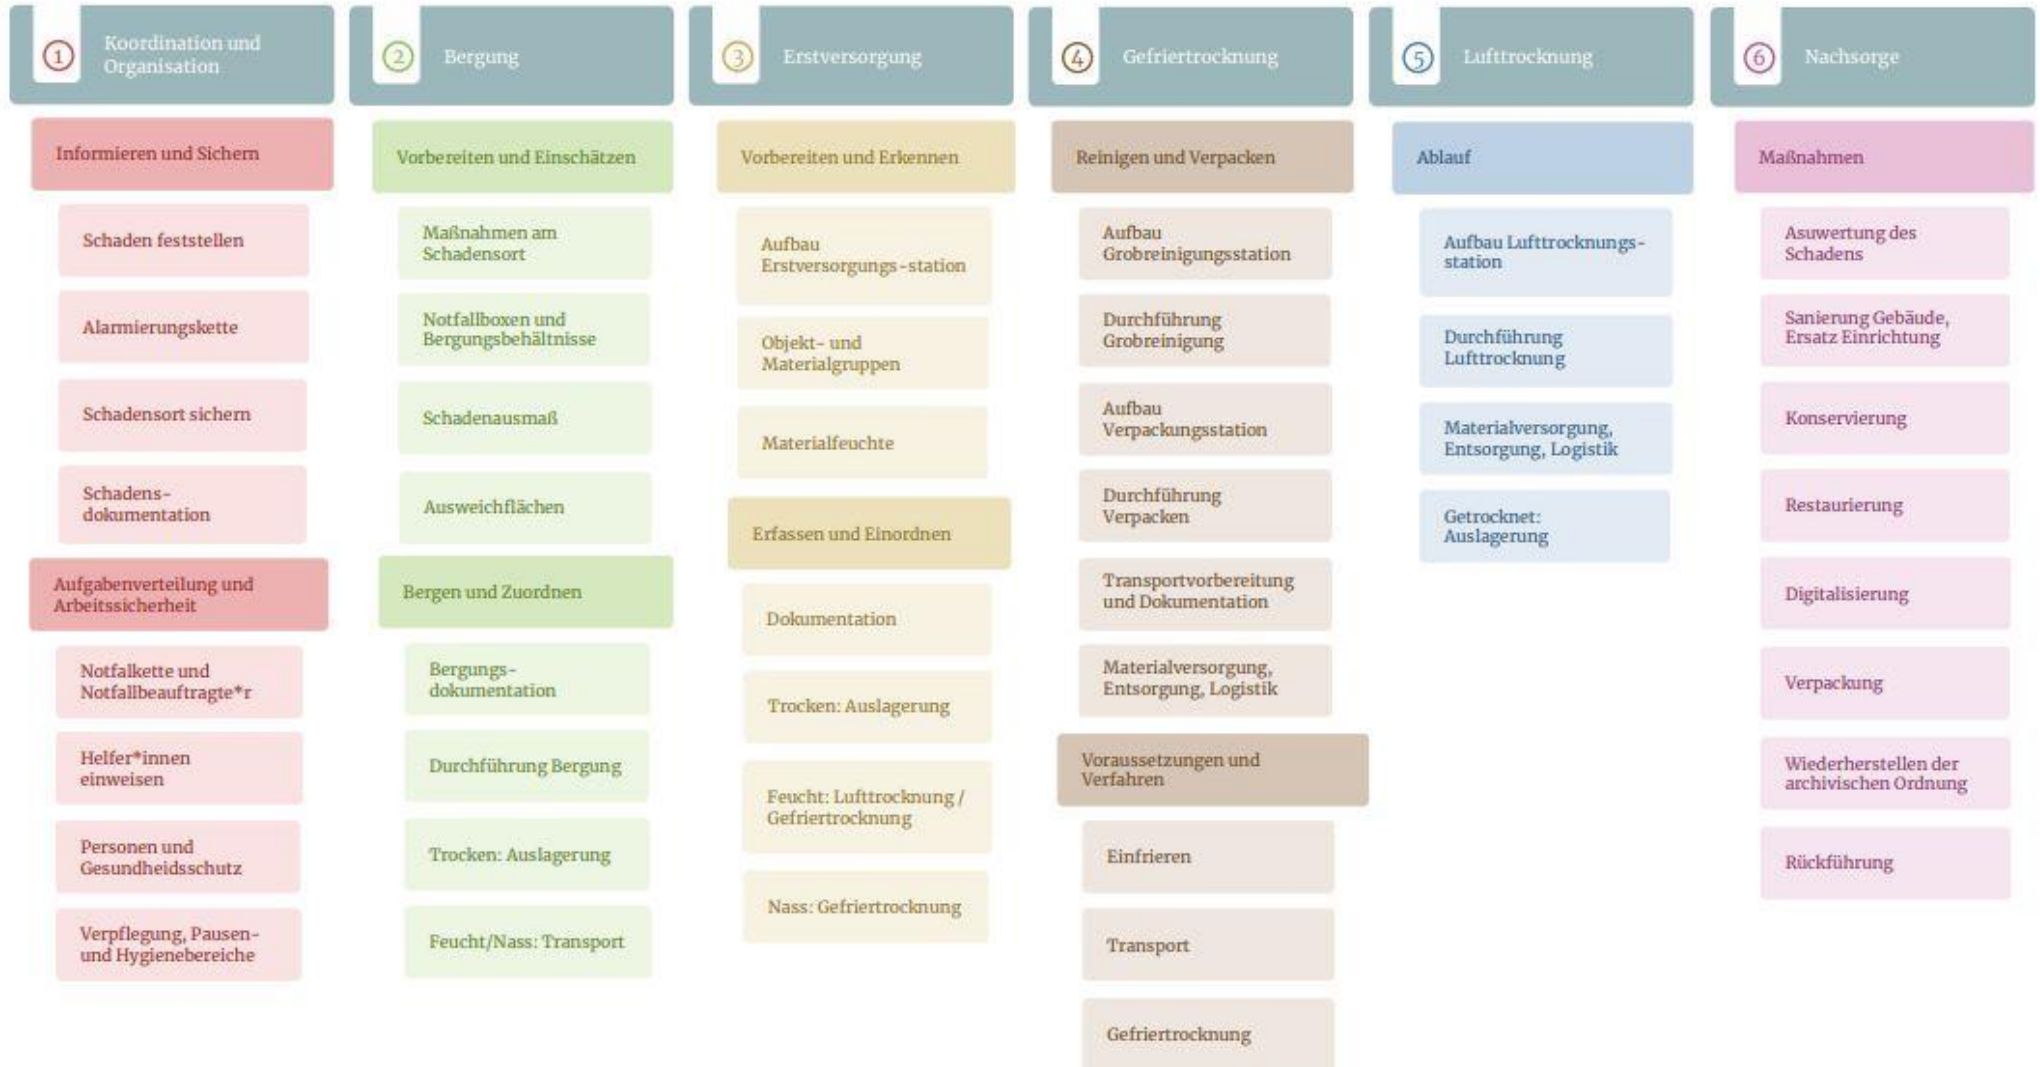 1
Koordination und
Organisation
Informieren und Sichern
Schaden feststellen
Alarmierungskette
Schadensort sichern
Schadens-
dokumentation
Aufgabenverteilung und
Arbeitssicherheit
Notfalkette und
Notfallbeauftragte*r
Helfer*innen
einweisen
Personen und
Gesundheidsschutz
Verpflegung, Pausen-
und Hygienebereiche
2
Bergung
Vorbereiten und Einschätzen
Maßnahmen am
Schadensort
Notfallboxen und
Bergungsbehältnisse
Schadenausmaß
Ausweichflächen
Bergen und Zuordnen
Bergungs-
dokumentation
Durchführung Bergung
Trocken: Auslagerung
Feucht/Nass: Transport
3
Erstversorgung
Vorbereiten und Erkennen
Aufbau
Erstversorgungs-station
Objekt- und
Materialgruppen
Materialfeuchte
Erfassen und Einordnen
Dokumentation
Trocken: Auslagerung
Feucht: Lufttrocknung /
Gefriertrocknung
Nass: Gefriertrocknung
4
Gefriertrocknung
Reinigen und Verpacken
Aufbau
Grobreinigungsstation
Durchführung
Grobreinigung
Aufbau
Verpackungsstation
Durchführung
Verpacken
Transportvorbereitung
und Dokumentation
Materialversorgung,
Entsorgung, Logistik
Voraussetzungen und
Verfahren
Einfrieren
Transport
Gefriertrocknung
5
Lufttrocknung
Ablauf
Aufbau Lufttrocknungs-
station
Durchführung
Lufttrocknung
Materialversorgung,
Entsorgung, Logistik
Getrocknet:
Auslagerung
6
Nachsorge
Maßnahmen
Asuwertung des
Schadens
Sanierung Gebäude,
Ersatz Einrichtung
Konservierung
Restaurierung
Digitalisierung
Verpackung
Wiederherstellen der
archivischen Ordnung
Rückführung